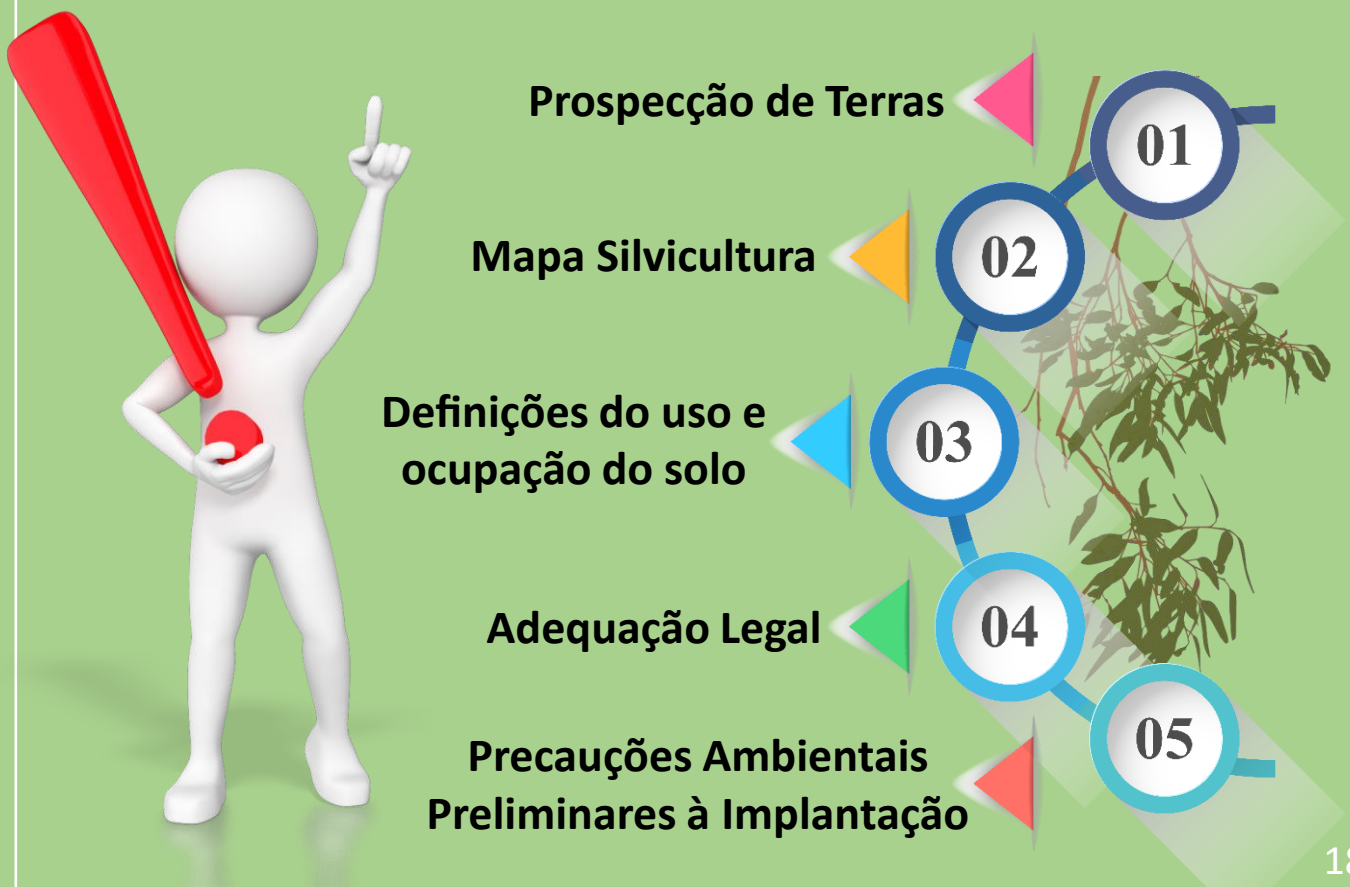 Prospecção de Terras
01
Mapa Silvicultura
02
Definições do uso e
ocupação do solo
03
Adequação Legal
04
Precauções Ambientais
Preliminares à Implantação
05
18